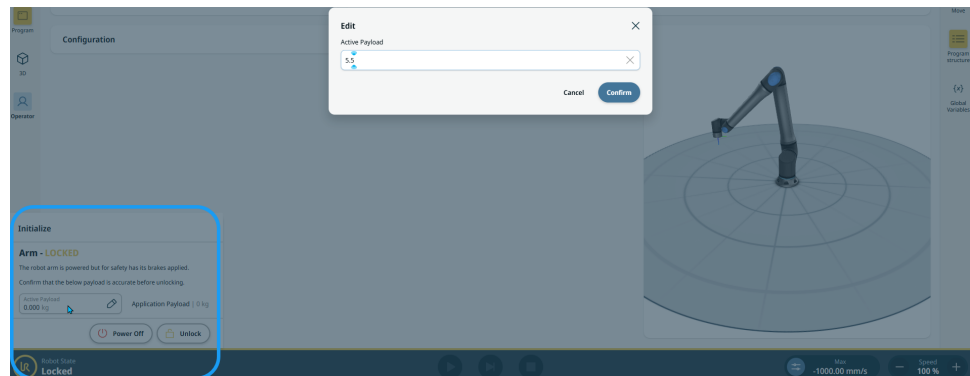 Program
Configuration
3D
Operator
Edit
Active Payload
5.5
Cancel
Confirm
Move
Program
structure
{x}
Global
Variables
Initialize
Arm - LOCKED
The robot arm is powered but for safety has its brakes applied.
Confirm that the below payload is accurate before unlocking.
Active Payload
0.000 kg
Application Payload | 0 kg
Power Off
Unlock
UR
Robot State
Locked
Max
-1000.00 mm/s
Speed
100 %